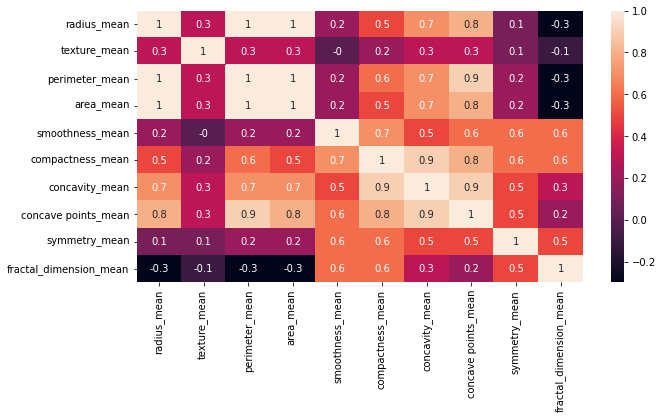 radius_mean 1 0.3 1 1 0.2 0.5 0.7 0.8 0.1 -0.3
texture_mean 0.3 1 0.3 0.3 -0 0.2 0.3 0.3 0.1 -0.1
perimeter_mean 1 0.3 1 1 0.2 0.6 0.7 0.9 0.2 -0.3
area_mean 1 0.3 1 1 0.2 0.5 0.7 0.8 0.2 -0.3
smoothness_mean 0.2 -0 0.2 0.2 1 0.7 0.5 0.6 0.6 0.6
compactness_mean 0.5 0.2 0.6 0.5 0.7 1 0.9 0.8 0.6 0.6
concavity_mean 0.7 0.3 0.7 0.7 0.5 0.9 1 0.9 0.5 0.3
concave points_mean 0.8 0.3 0.9 0.8 0.6 0.8 0.9 1 0.5 0.2
symmetry_mean 0.1 0.1 0.2 0.2 0.6 0.6 0.5 0.5 1 0.5
fractal_dimension_mean -0.3 -0.1 -0.3 -0.3 0.6 0.6 0.3 0.2 0.5 1
radius_mean
texture_mean
perimeter_mean
area_mean
smoothness_mean
compactness_mean
concavity_mean
concave points_mean
symmetry_mean
fractal_dimension_mean
1.0
0.8
0.6
0.4
0.2
0.0
-0.2